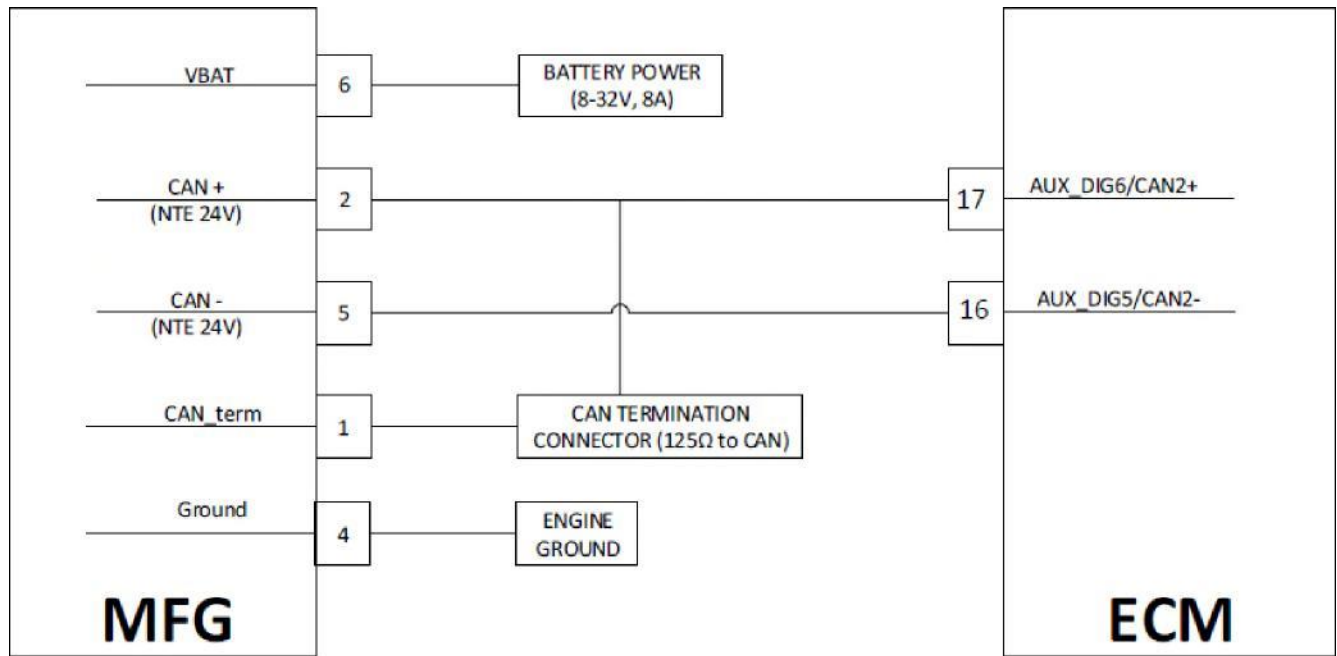 VBAT
6
BATTERY POWER
(8-32V, 8A)
CAN +
(NTE 24V)
2
17
AUX_DIG6/CAN2+
CAN -
(NTE 24V)
5
16
AUX_DIG5/CAN2-
CAN_term
1
CAN TERMINATION
CONNECTOR (125Ω to CAN)
Ground
4
ENGINE
GROUND
MFG
ECM